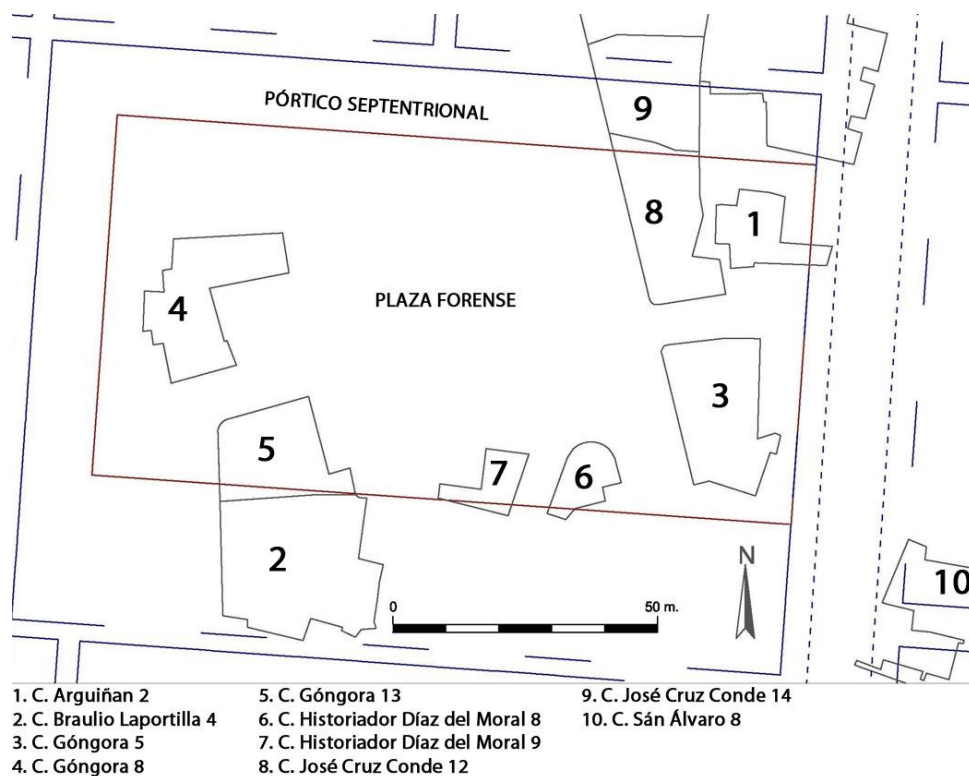 PÓRTICO SEPTENTRIONAL
9
8
1
4
PLAZA FORENSE
3
5
7
6
2
N
0
50 m.
10
1. C. Arguiñan 2
2. C. Braulio Laportilla 4
3. C. Góngora 5
4. C. Góngora 8
5. C. Góngora 13
6. C. Historiador Díaz del Moral 8
7. C. Historiador Díaz del Moral 9
8. C. José Cruz Conde 12
9. C. José Cruz Conde 14
10. C. Sán Álvaro 8